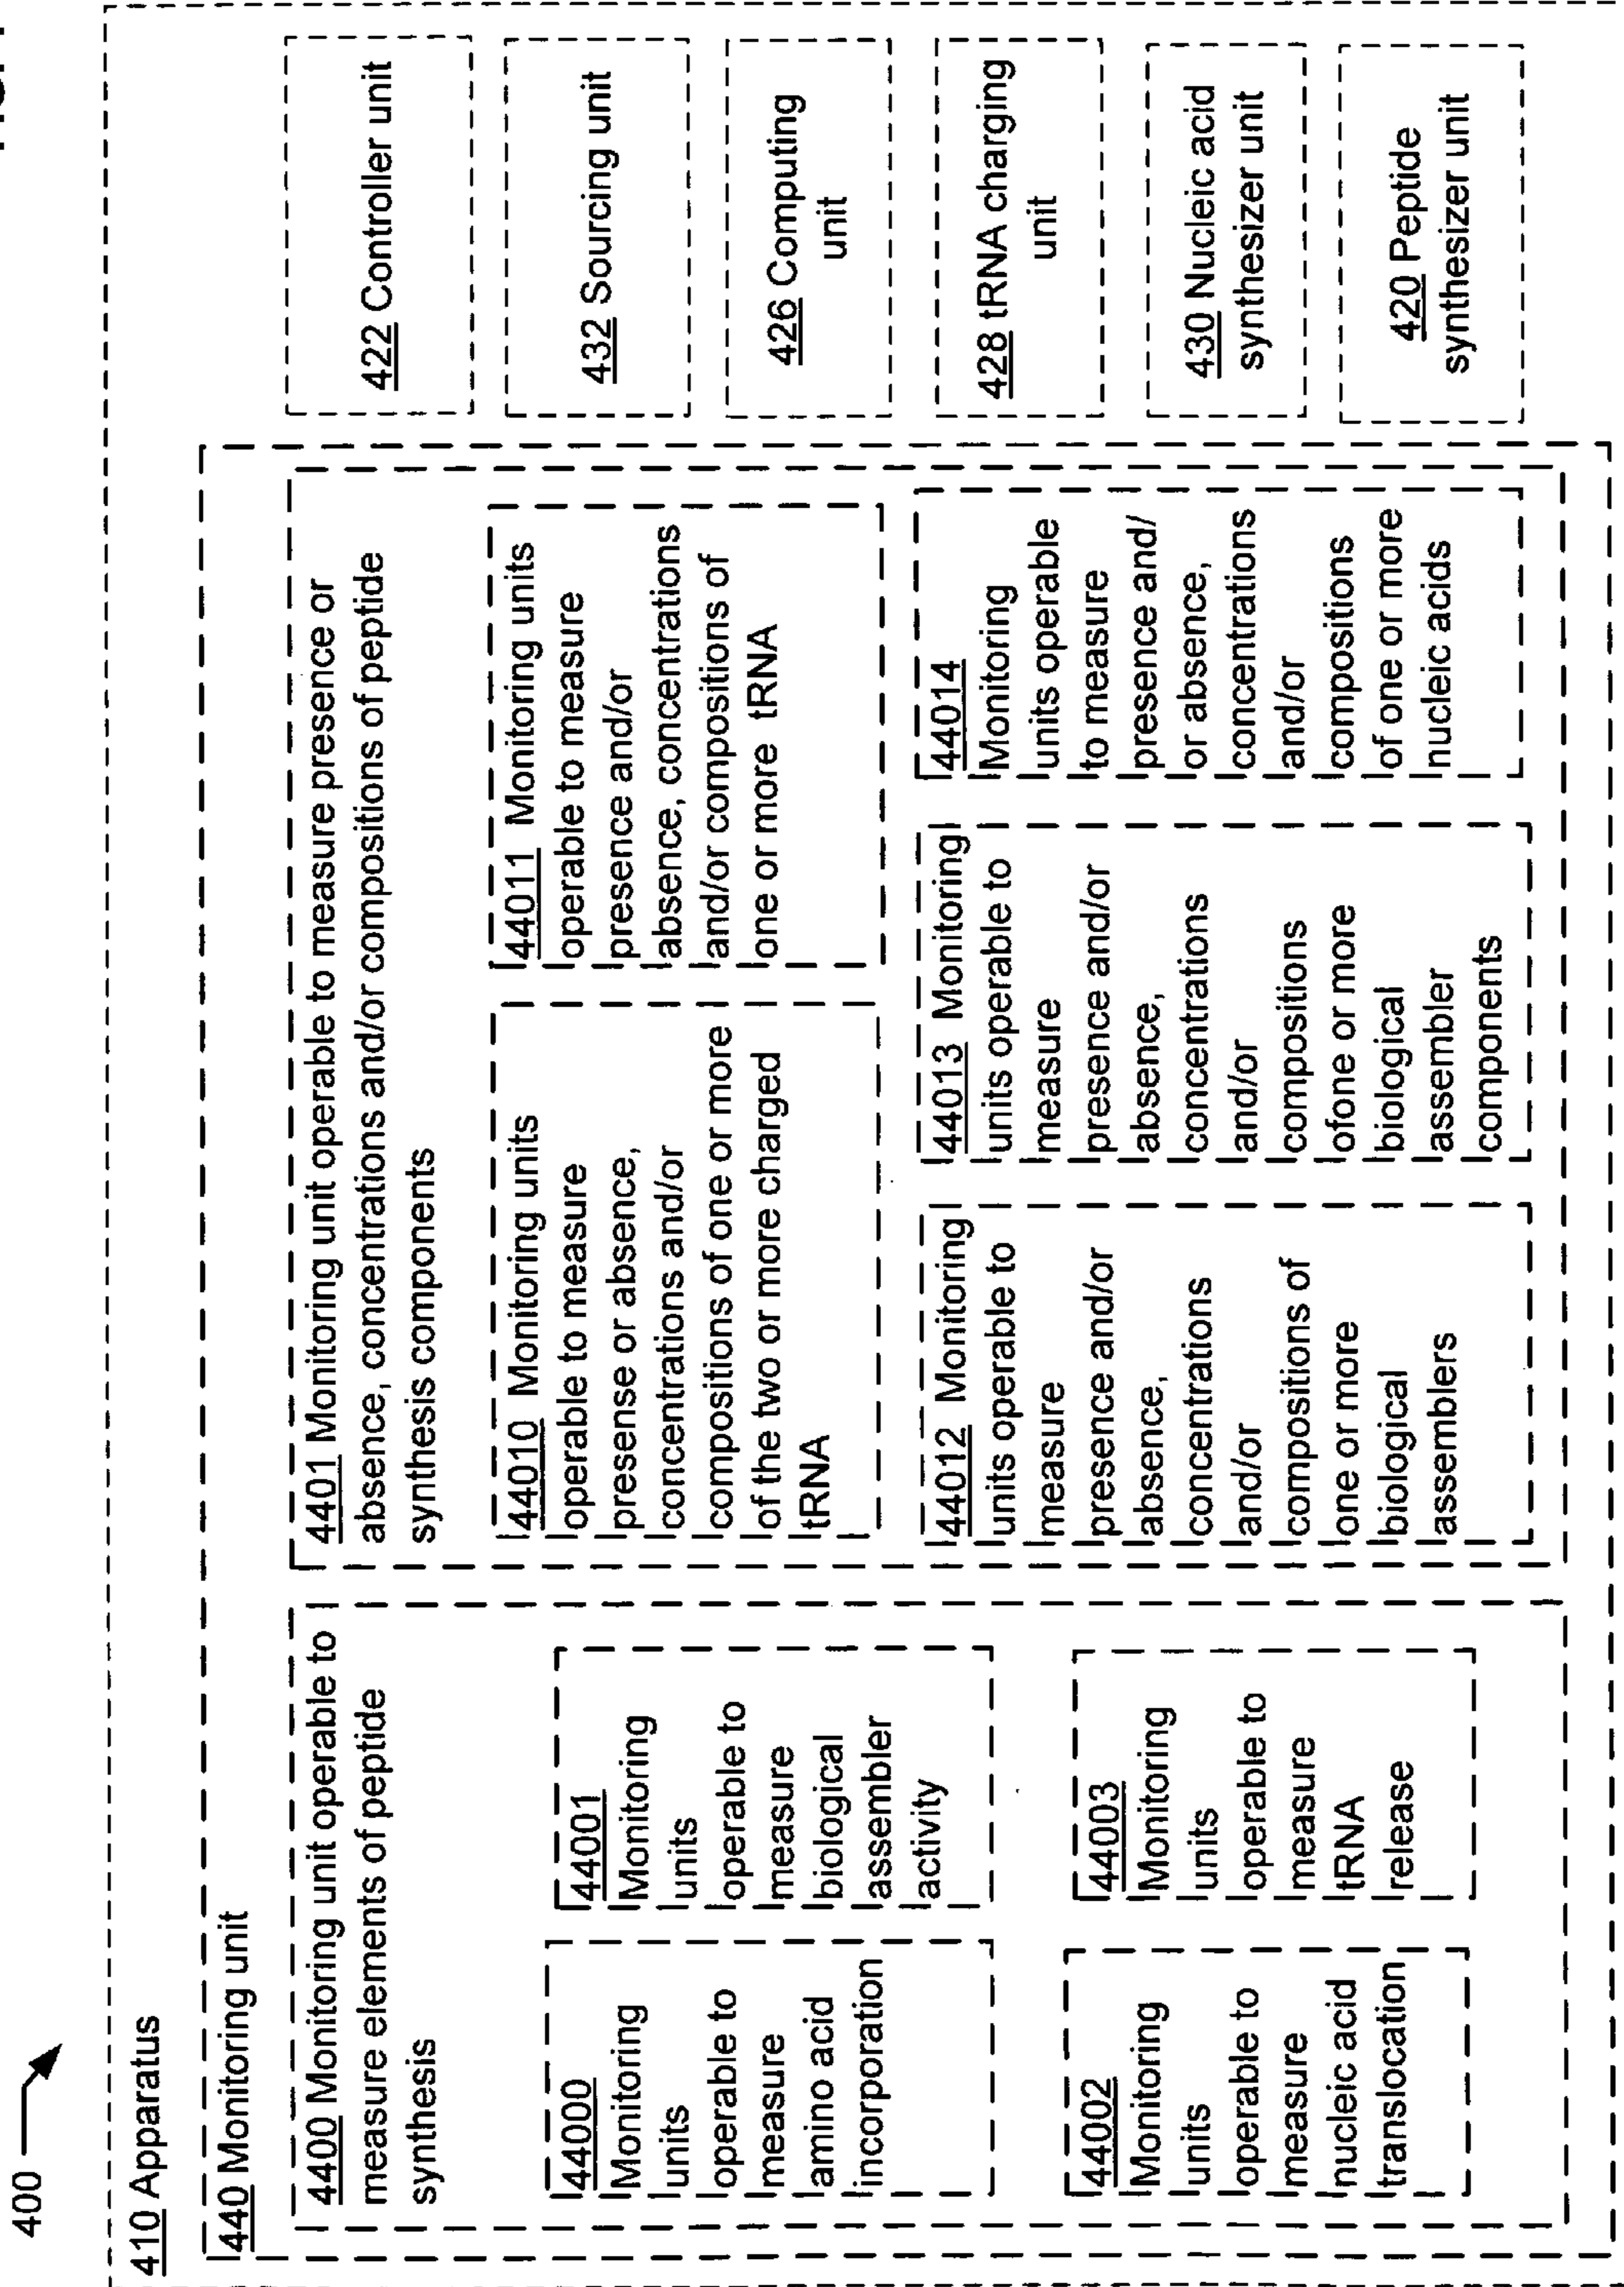 400
410 Apparatus
440 Monitoring unit
4400 Monitoring unit operable to
measure elements of peptide
synthesis
44000
Monitoring
units
operable to
measure
amino acid
incorporation
44001
Monitoring
units
operable to
measure
biological
assembler
activity
44002
Monitoring
units
operable to
measure
nucleic acid
translocation
44003
Monitoring
units
operable to
measure
tRNA
release
4401 Monitoring unit operable to measure presence or
absence, concentrations and/or compositions of peptide
synthesis components
44010 Monitoring units
operable to measure
presense or absence,
concentrations and/or
compositions of one or more
of the two or more charged
tRNA
44011 Monitoring units
operable to measure
presence and/or
absence, concentrations
and/or compositions of
one or more tRNA
44012 Monitoring
units operable to
measure
presence and/or
absence,
concentrations
and/or
compositions of
one or more
biological
assemblers
44013 Monitoring
units operable to
measure
presence and/or
absence,
concentrations
and/or
compositions
ofone or more
biological
assembler
components
44014
Monitoring
units operable
to measure
presence and/
or absence,
concentrations
and/or
compositions
of one or more
nucleic acids
422 Controller unit
432 Sourcing unit
426 Computing
unit
428 tRNA charging
unit
430 Nucleic acid
synthesizer unit
420 Peptide
synthesizer unit